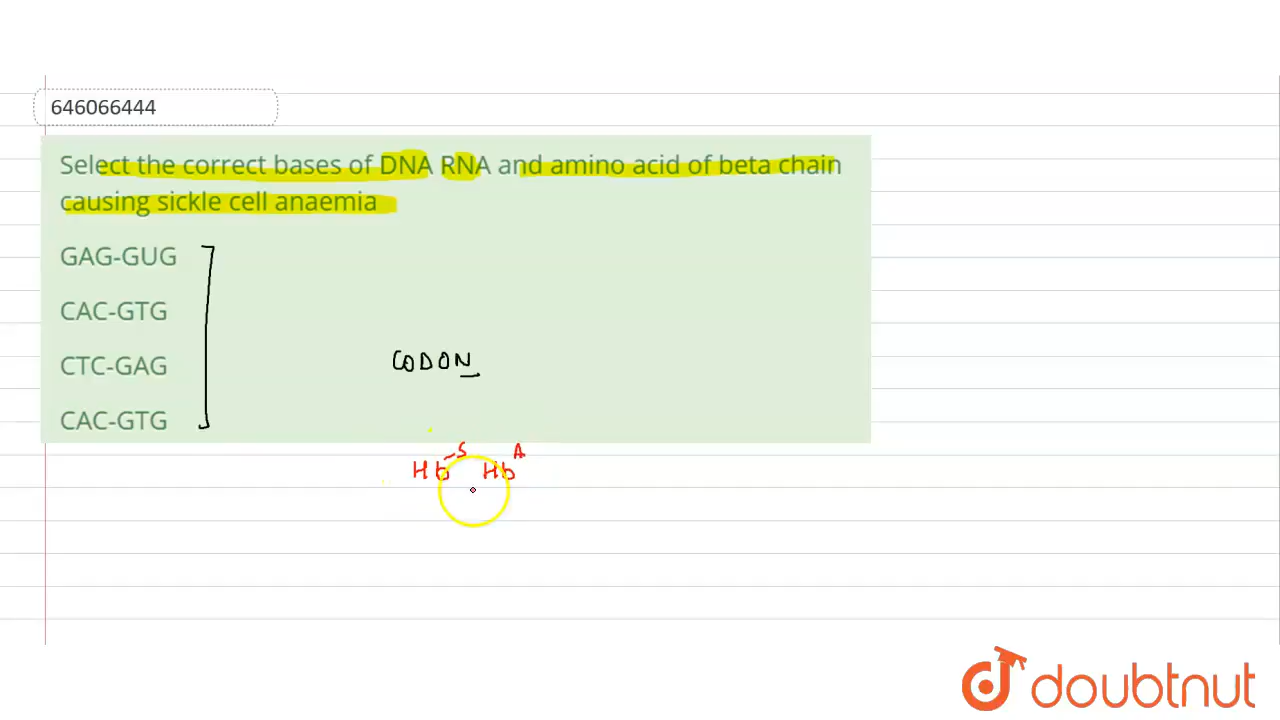 646066444
Select the correct bases of DNA RNA and amino acid of beta chain
causing sickle cell anaemia
GAG-GUG
CAC-GTG
CTC-GAG
CAC-GTG
CODON
Hb^S Hb^A
doubtnut